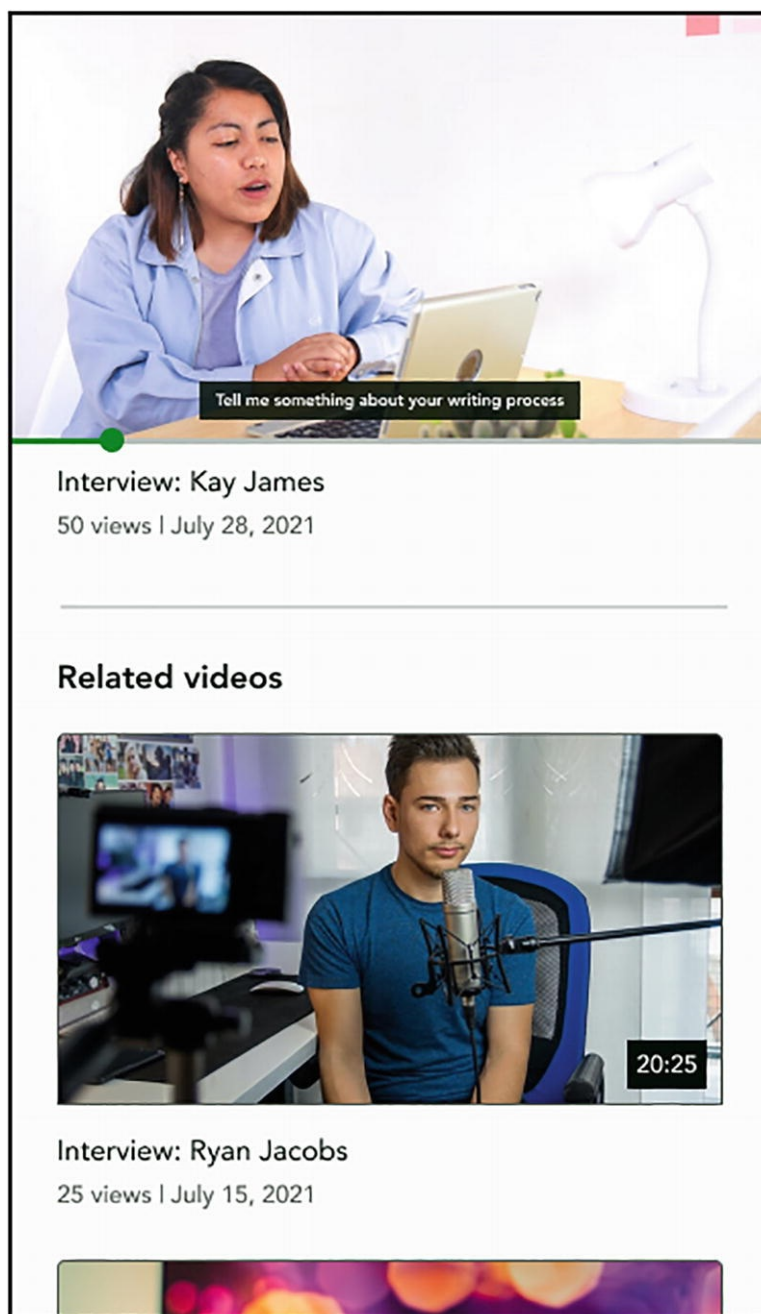 Tell me something about your writing process
Interview: Kay James
50 views | July 28, 2021
Related videos
20:25
Interview: Ryan Jacobs
25 views | July 15, 2021